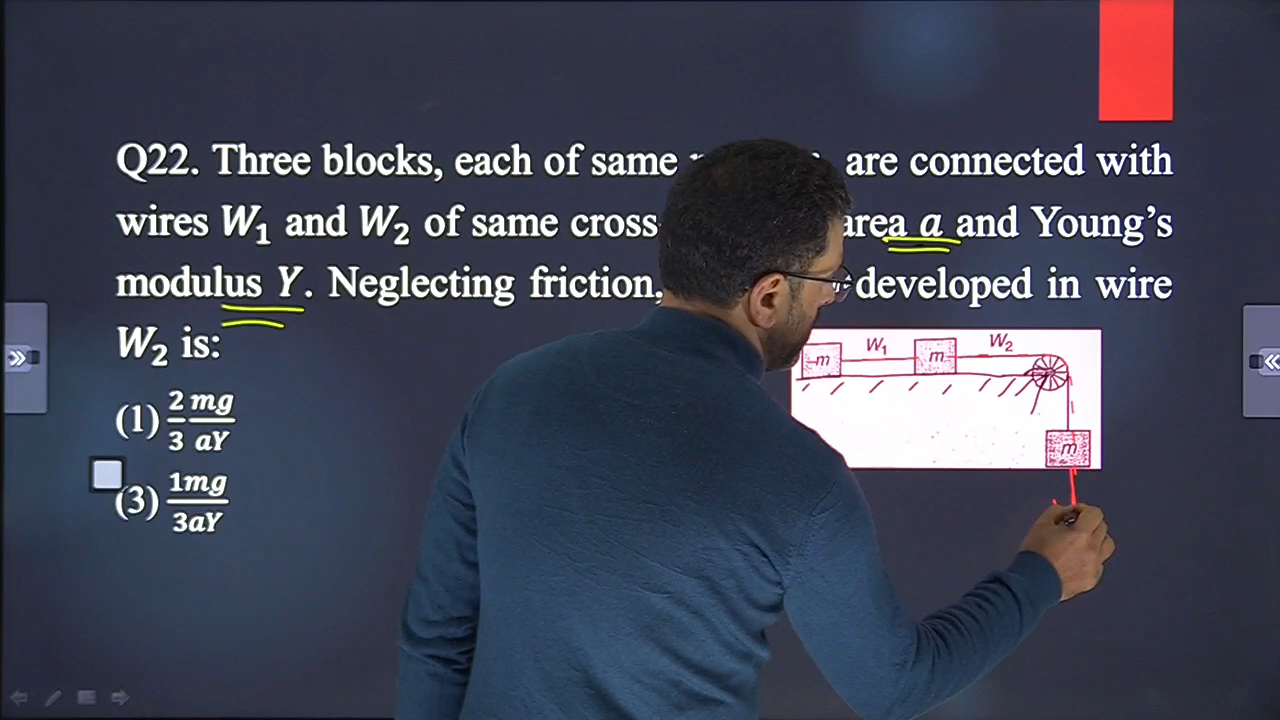 Q22. Three blocks, each of same are connected with
wires W₁ and W₂ of same cross- area a and Young's
modulus Y. Neglecting friction, developed in wire
W₂ is:
(1) 2/3 mg/aY
(3) 1mg/3aY
m W₁ m W₂
m